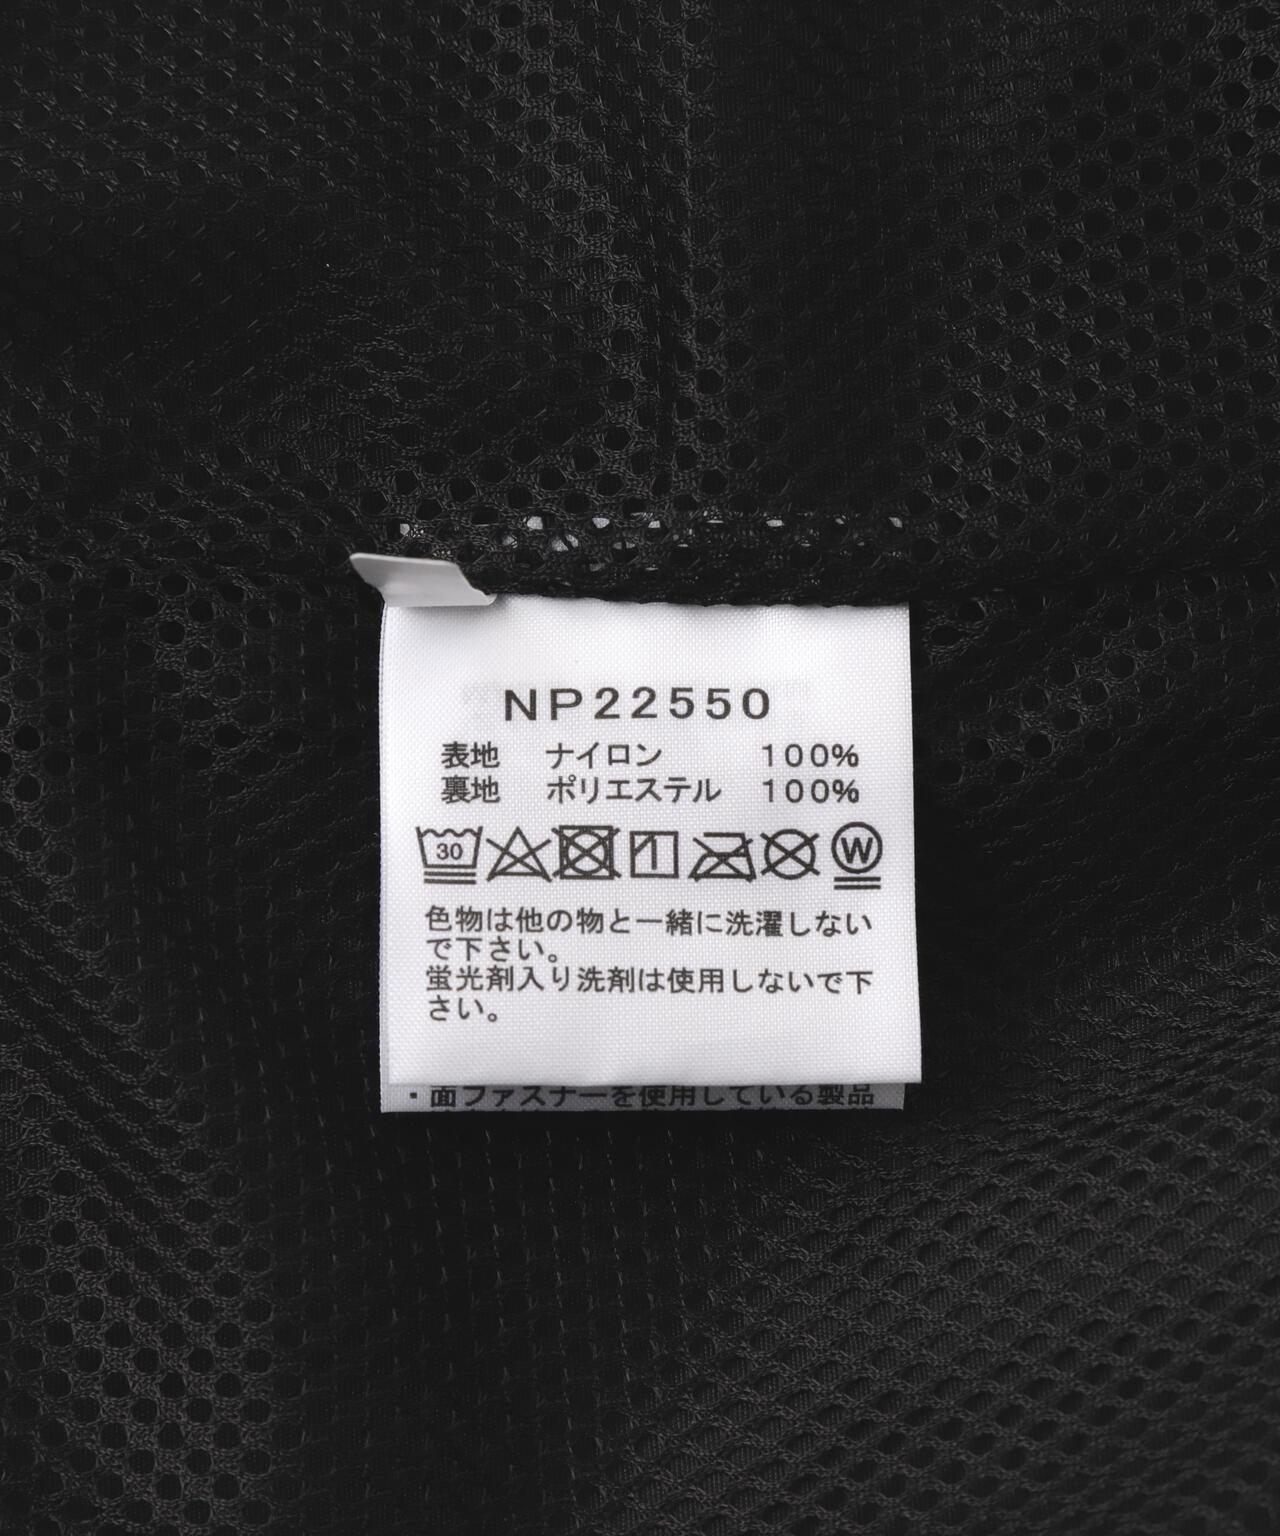 NP22550
表地 ナイロン 100%
裏地 ポリエステル 100%
30 W
色物は他の物と一緒に洗濯しない
で下さい。
蛍光剤入り洗剤は使用しないで下
さい。
・面ファスナーを使用している製品